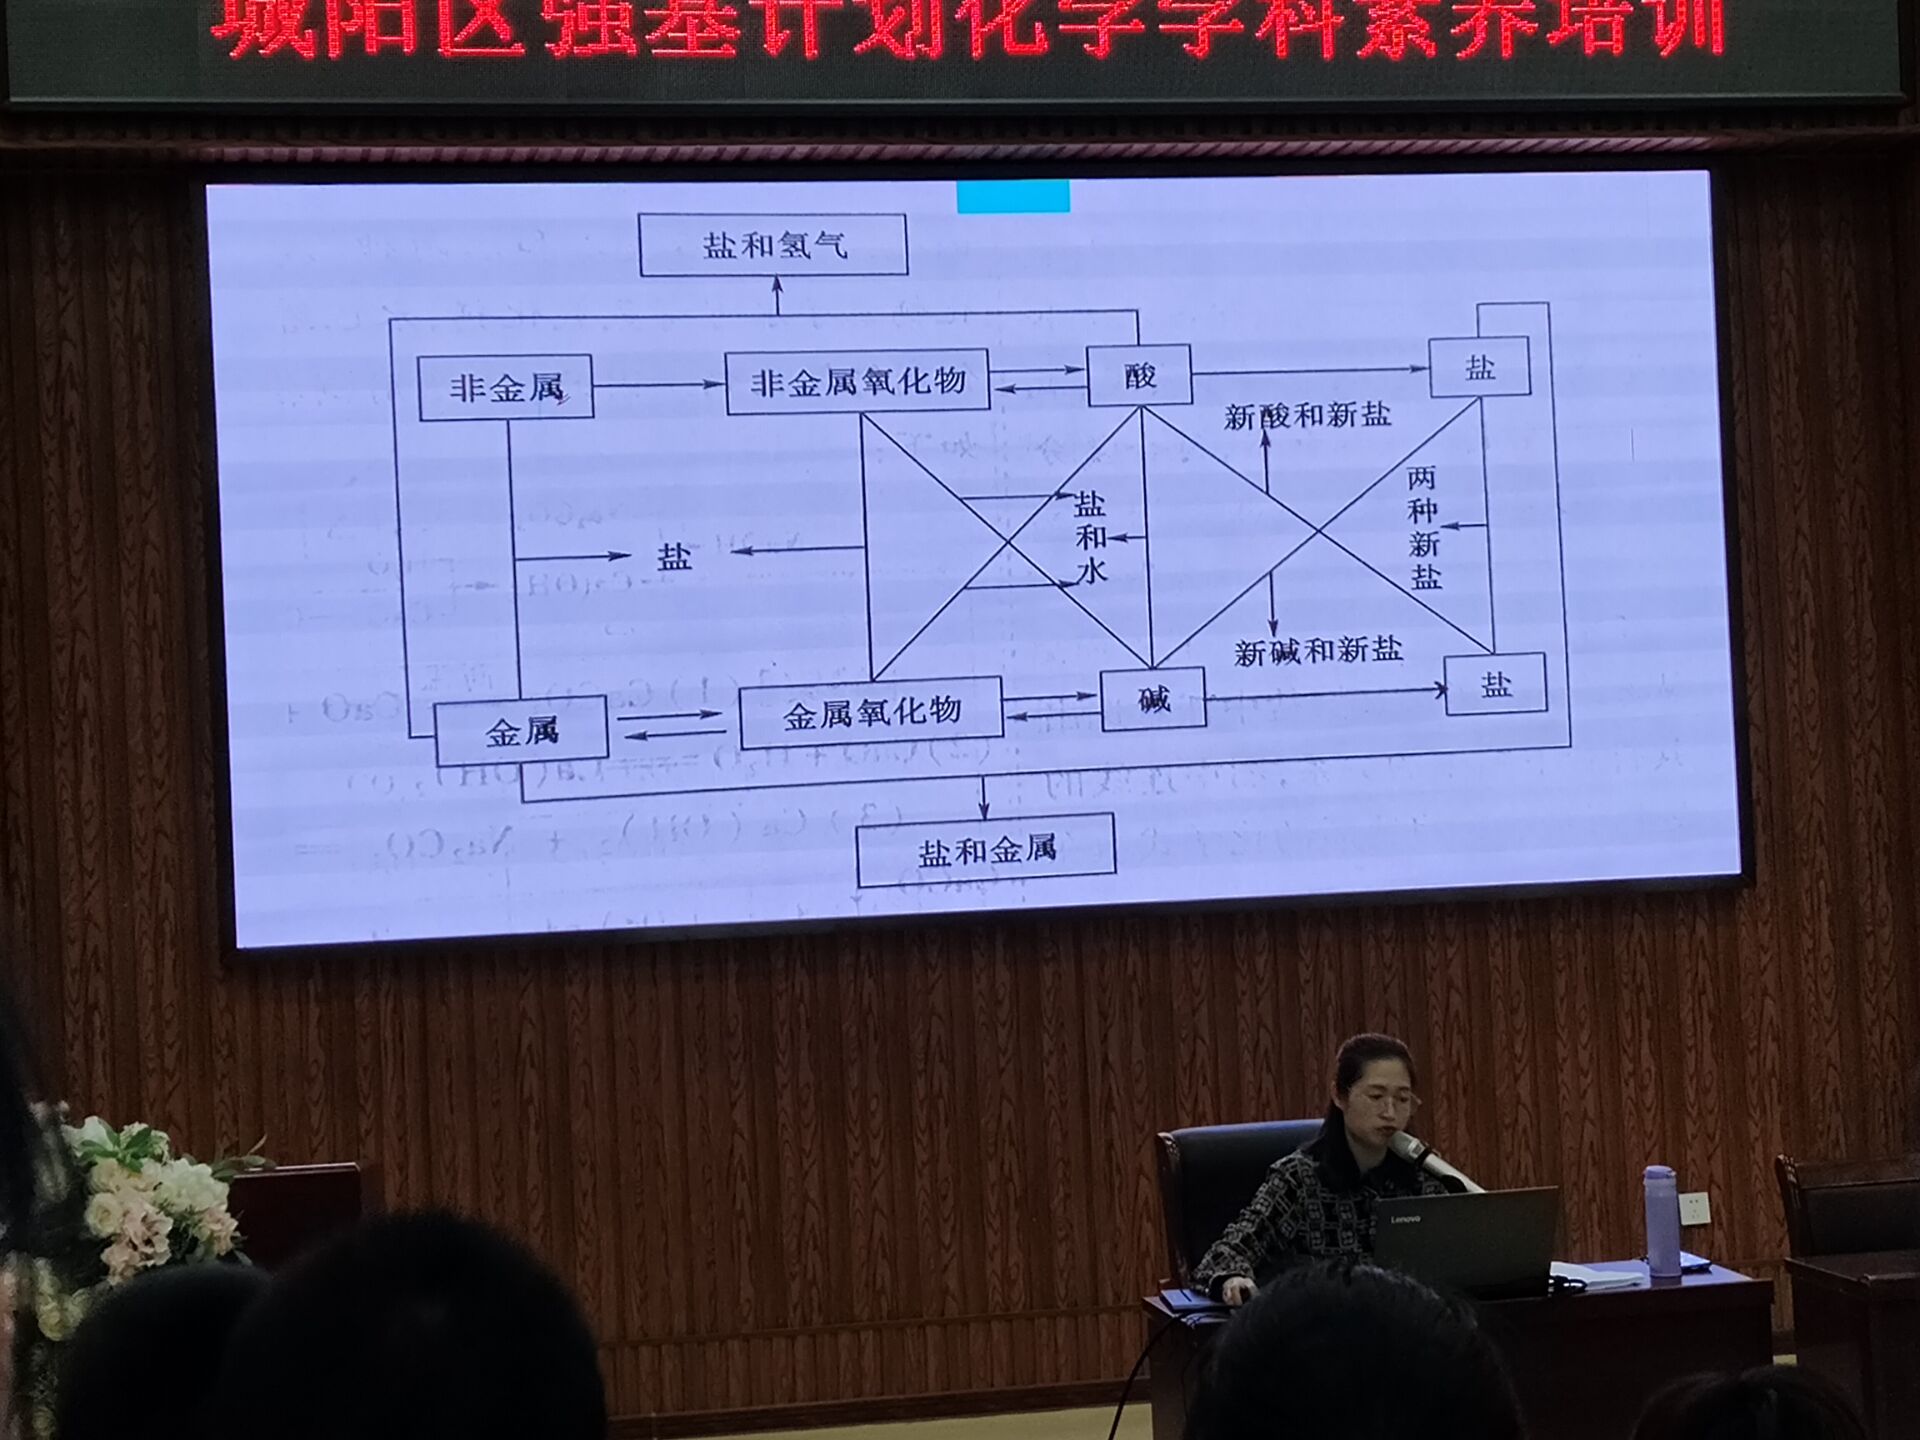 城阳区强基计划化学学科素养培训
盐和氢气
非金属
非金属氧化物
酸
盐
新酸和新盐
盐
盐和水
两种新盐
新碱和新盐
金属
金属氧化物
碱
盐
盐和金属
Lenovo